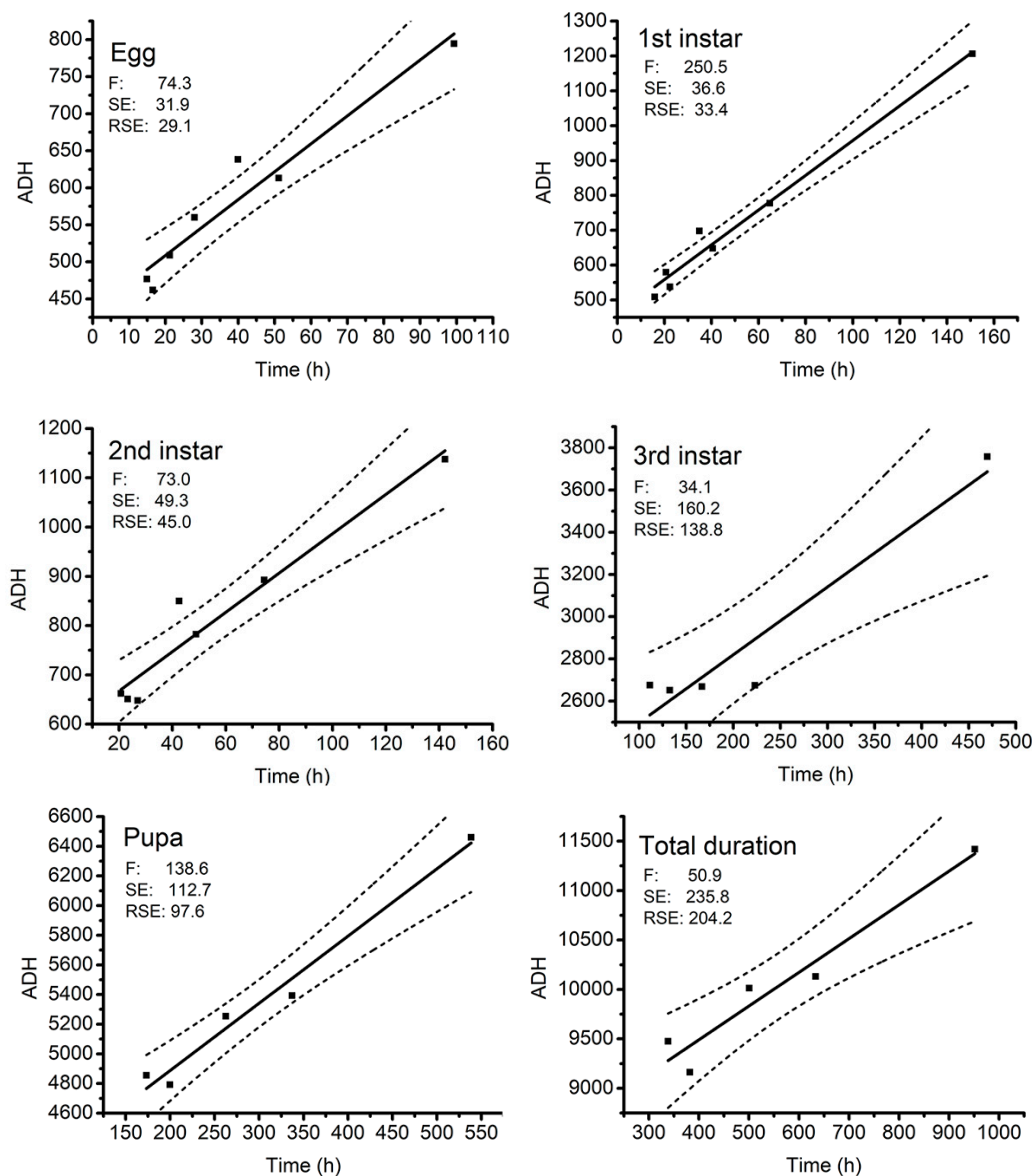 Egg
F: 74.3
SE: 31.9
RSE: 29.1
ADH
800
750
700
650
600
550
500
450
0 10 20 30 40 50 60 70 80 90 100 110
Time (h)
1st instar
F: 250.5
SE: 36.6
RSE: 33.4
ADH
1300
1200
1100
1000
900
800
700
600
500
0 20 40 60 80 100 120 140 160
Time (h)
2nd instar
F: 73.0
SE: 49.3
RSE: 45.0
ADH
1200
1100
1000
900
800
700
600
20 40 60 80 100 120 140 160
Time (h)
3rd instar
F: 34.1
SE: 160.2
RSE: 138.8
ADH
3800
3600
3400
3200
3000
2800
2600
100 150 200 250 300 350 400 450 500
Time (h)
Pupa
F: 138.6
SE: 112.7
RSE: 97.6
ADH
6600
6400
6200
6000
5800
5600
5400
5200
5000
4800
4600
150 200 250 300 350 400 450 500 550
Time (h)
Total duration
F: 50.9
SE: 235.8
RSE: 204.2
ADH
11500
11000
10500
10000
9500
9000
300 400 500 600 700 800 900 1000
Time (h)